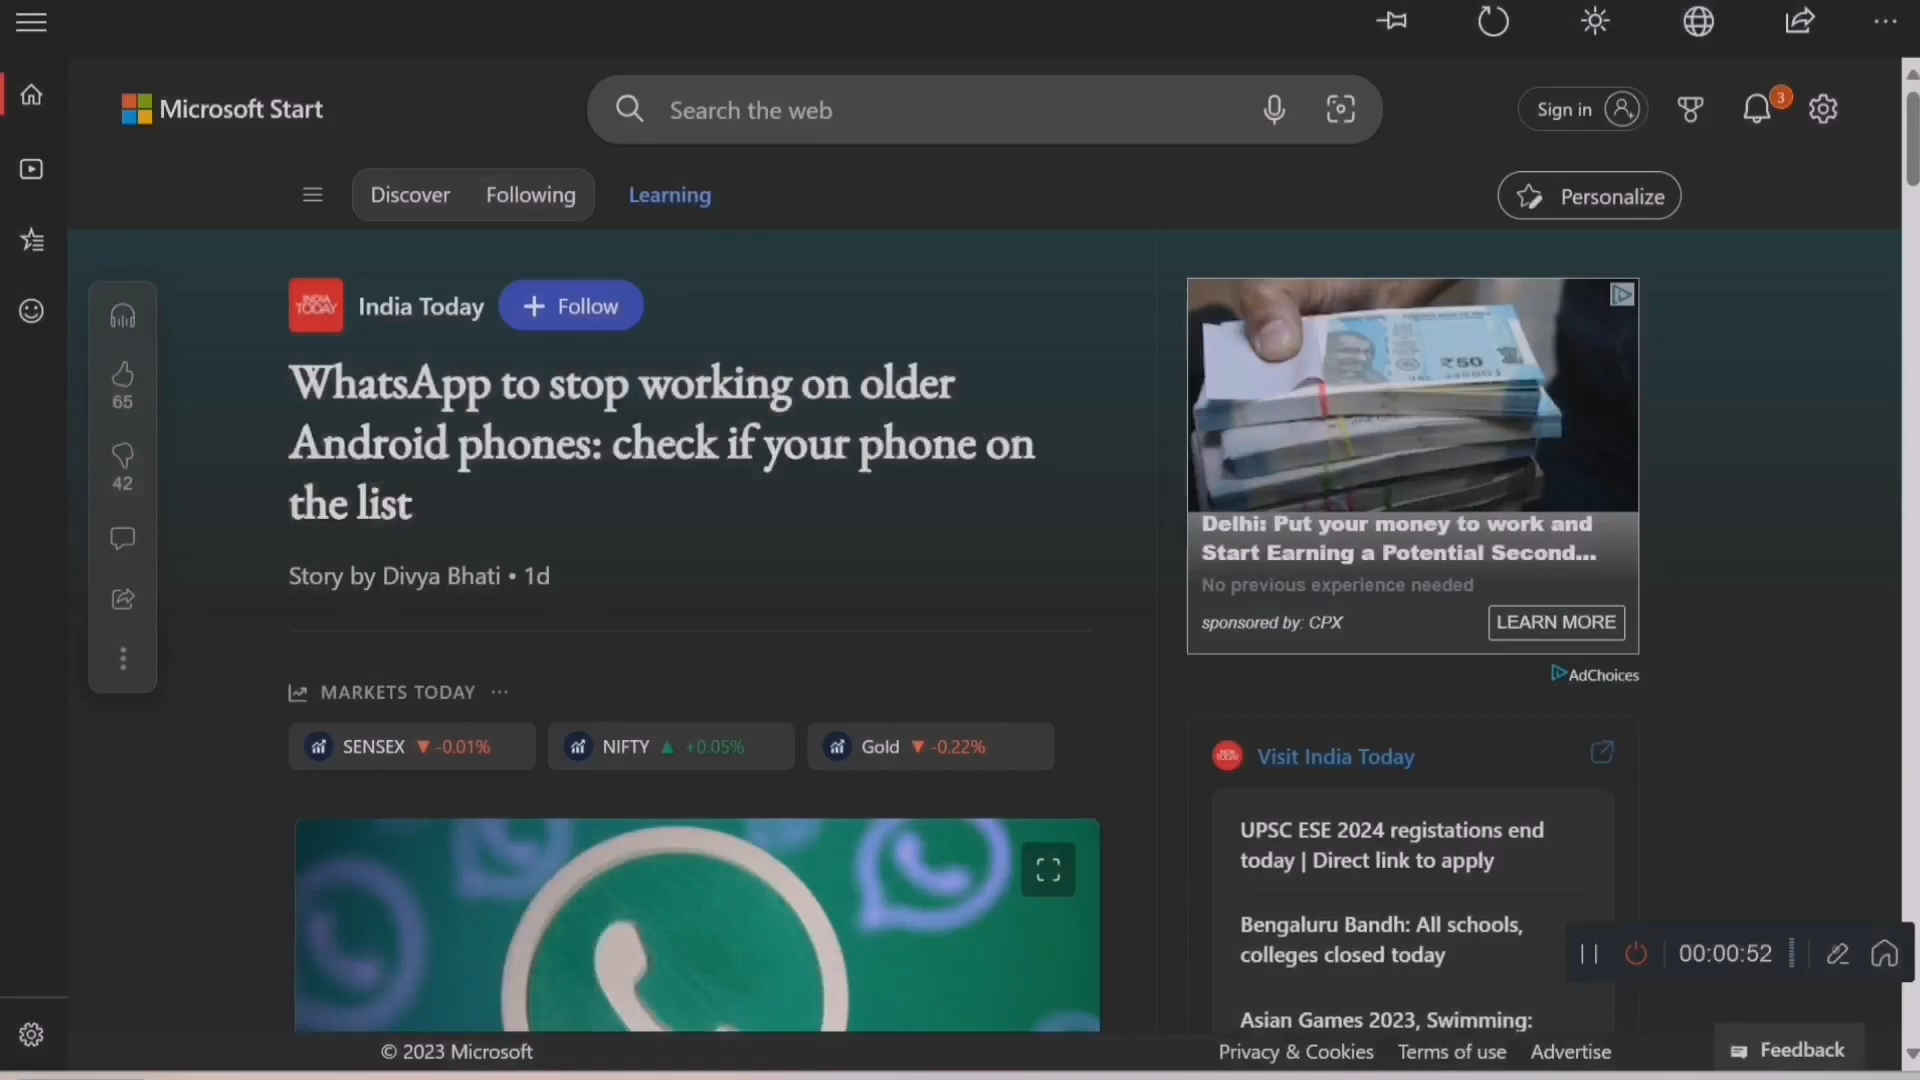 Microsoft Start
Search the web
Sign in
3
Discover
Following
Learning
Personalize
INDIA TODAY
India Today
Follow
65
42
WhatsApp to stop working on older
Android phones: check if your phone on
the list
Story by Divya Bhati • 1d
MARKETS TODAY ...
SENSEX -0.01%
NIFTY +0.05%
Gold -0.22%
₹50
Delhi: Put your money to work and
Start Earning a Potential Second...
No previous experience needed
sponsored by: CPX
LEARN MORE
AdChoices
Visit India Today
UPSC ESE 2024 registations end
today | Direct link to apply
Bengaluru Bandh: All schools,
colleges closed today
Asian Games 2023, Swimming:
00:00:52
© 2023 Microsoft
Privacy & Cookies
Terms of use
Advertise
Feedback